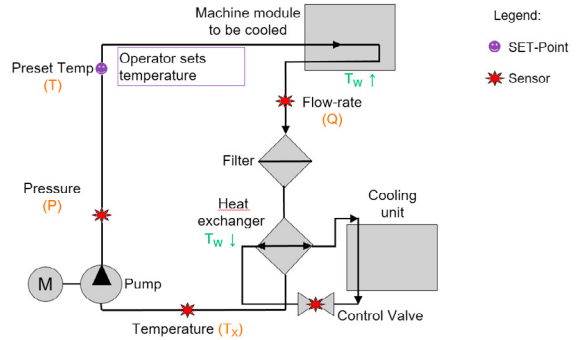 Machine module
to be cooled
Legend:
SET-Point
Sensor
Operator sets
temperature
Preset Temp
(T)
Tw ↑
Flow-rate
(Q)
Filter
Pressure
(P)
Heat
exchanger
Tw ↓
Cooling
unit
M
Pump
Control Valve
Temperature (Tx)